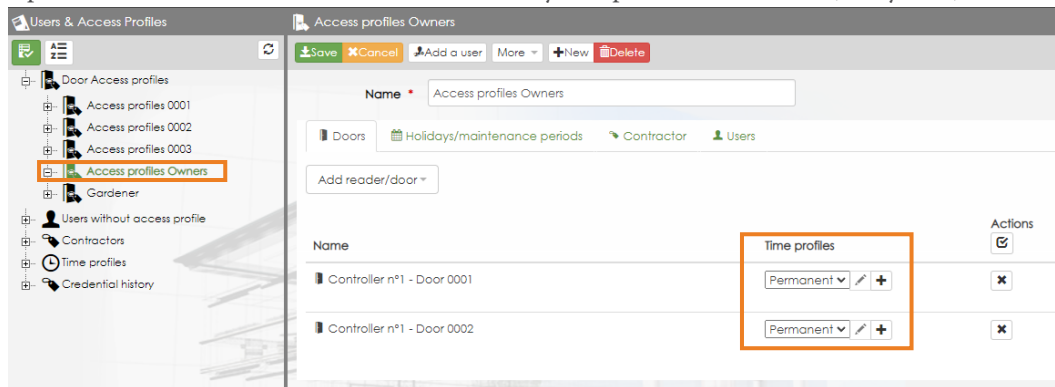 Users & Access Profiles
Access profiles Owners
Save Cancel Add a user More New Delete
Door Access profiles
Access profiles 0001
Access profiles 0002
Access profiles 0003
Access profiles Owners
Gardener
Users without access profile
Contractors
Time profiles
Credential history
Name * Access profiles Owners
Doors Holidays/maintenance periods Contractor Users
Add reader/door
Actions
Name Time profiles
Controller n°1 - Door 0001 Permanent
Controller n°1 - Door 0002 Permanent